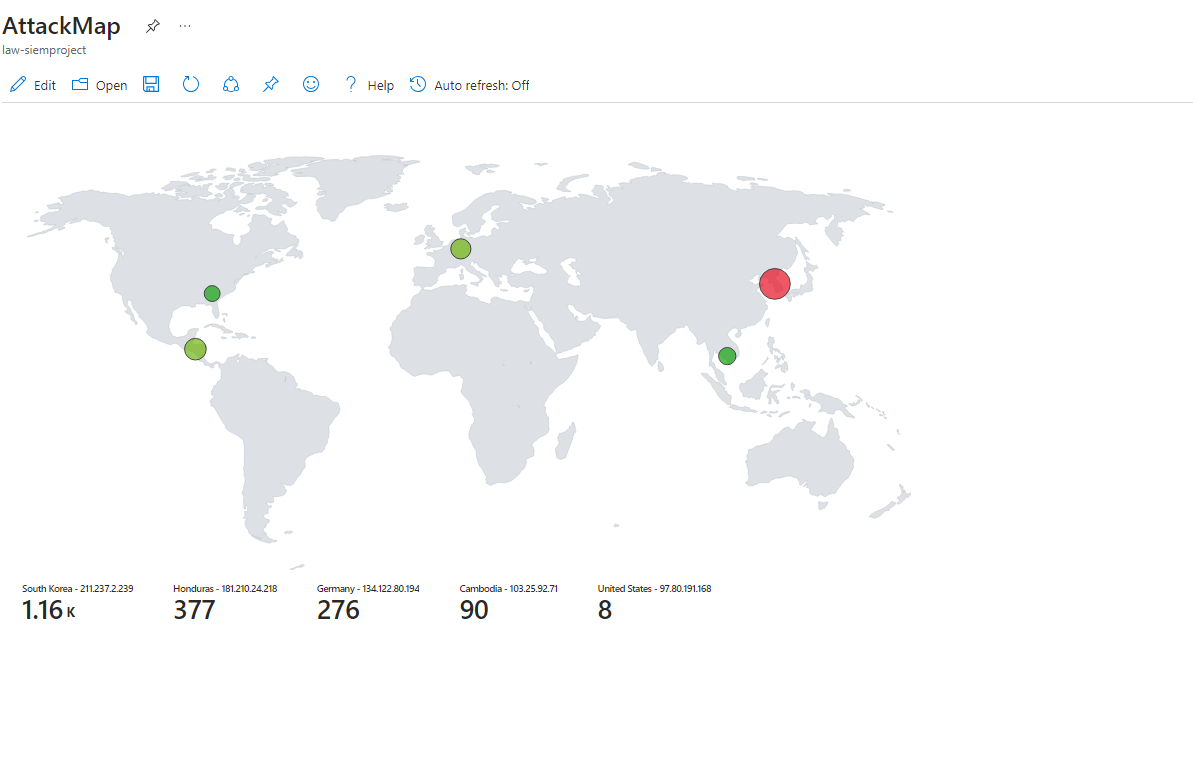 AttackMap
law-siemproject
Edit Open Help Auto refresh: Off
South Korea - 211.237.2.239 Honduras - 181.210.24.218 Germany - 134.122.80.194 Cambodia - 103.25.92.71 United States - 97.80.191.168
1.16 K 377 276 90 8